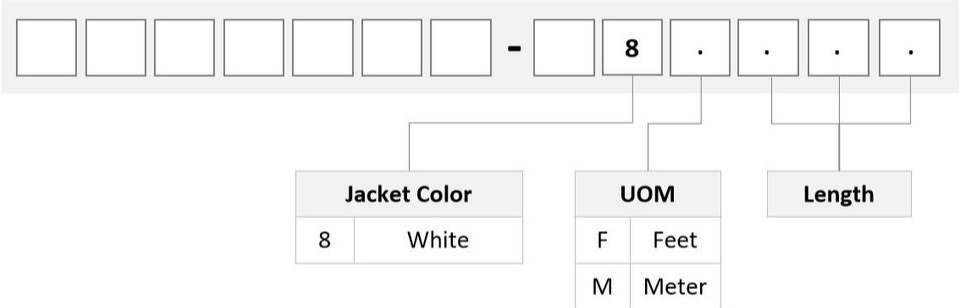 - 8 . . . .
Jacket Color UOM Length
8 White F Feet
M Meter